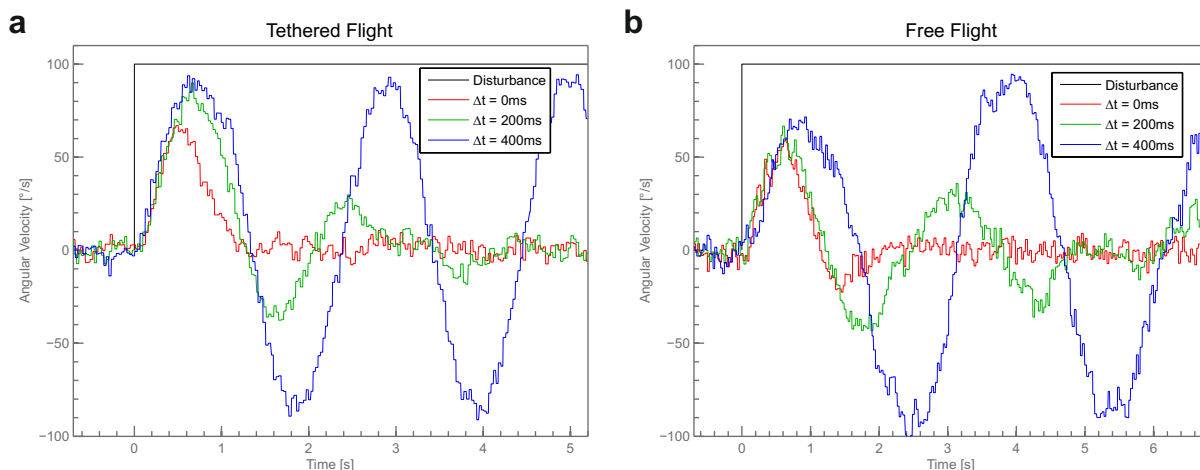 a
Tethered Flight
Angular Velocity [°/s]
100
50
0
−50
−100
0
1
2
3
4
5
Time [s]
Disturbance
Δt = 0ms
Δt = 200ms
Δt = 400ms
b
Free Flight
Angular Velocity [°/s]
100
50
0
−50
−100
0
1
2
3
4
5
6
Time [s]
Disturbance
Δt = 0ms
Δt = 200ms
Δt = 400ms